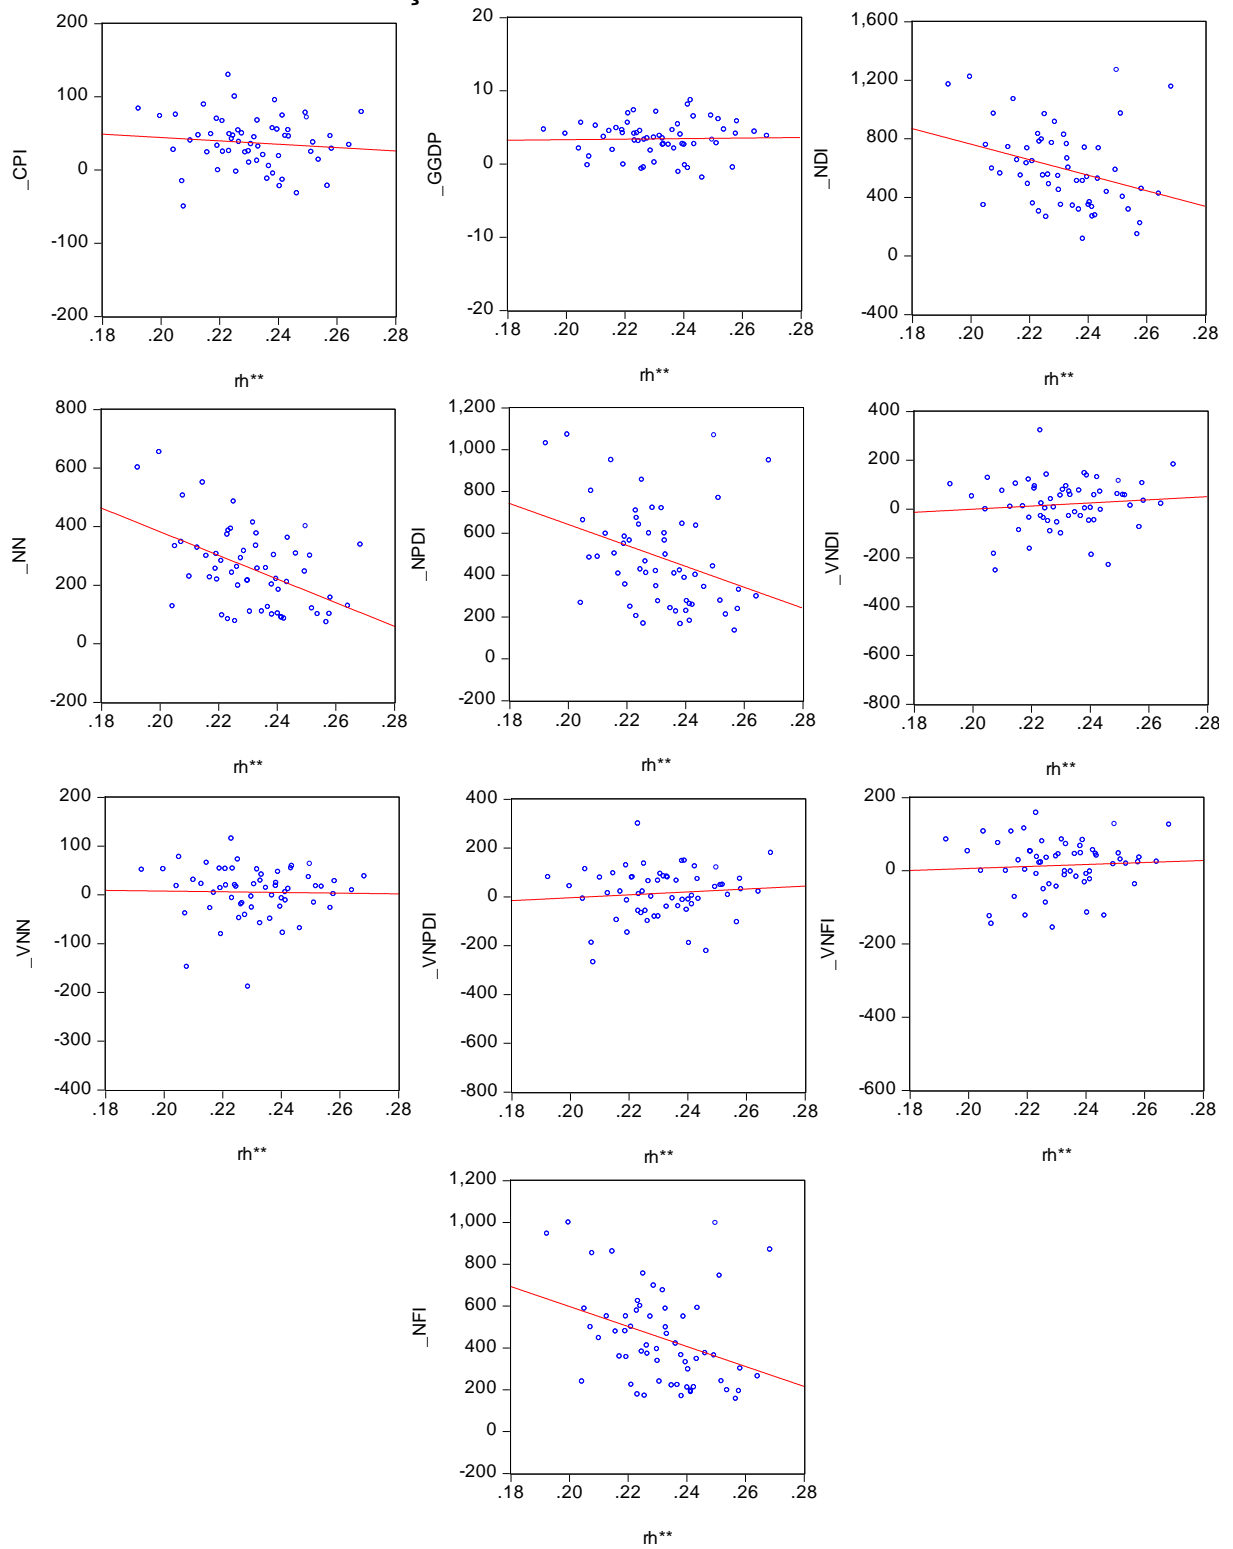 200 20 1,600
100 10 1,200
0 0 800
-100 -10 400
-200 -20 0
-400
_CPI _GGDP _NDI
.18 .20 .22 .24 .26 .28 .18 .20 .22 .24 .26 .28 .18 .20 .22 .24 .26 .28
rh** rh** rh**
800 1,200 400
600 1,000 200
400 800 0
200 600 -200
0 400 -400
-200 200 -600
0 -800
-200
_NN _NPDI _VNDI
.18 .20 .22 .24 .26 .28 .18 .20 .22 .24 .26 .28 .18 .20 .22 .24 .26 .28
rh** rh** rh**
200 400 200
100 200 0
0 0 -200
-100 -200 -400
-200 -400 -600
-300 -600
-400 -800
_VNN _VNPDI _VNFI
.18 .20 .22 .24 .26 .28 .18 .20 .22 .24 .26 .28 .18 .20 .22 .24 .26 .28
rh** rh** rh**
1,200
1,000
800
600
400
200
0
-200
_NFI
.18 .20 .22 .24 .26 .28
rh**